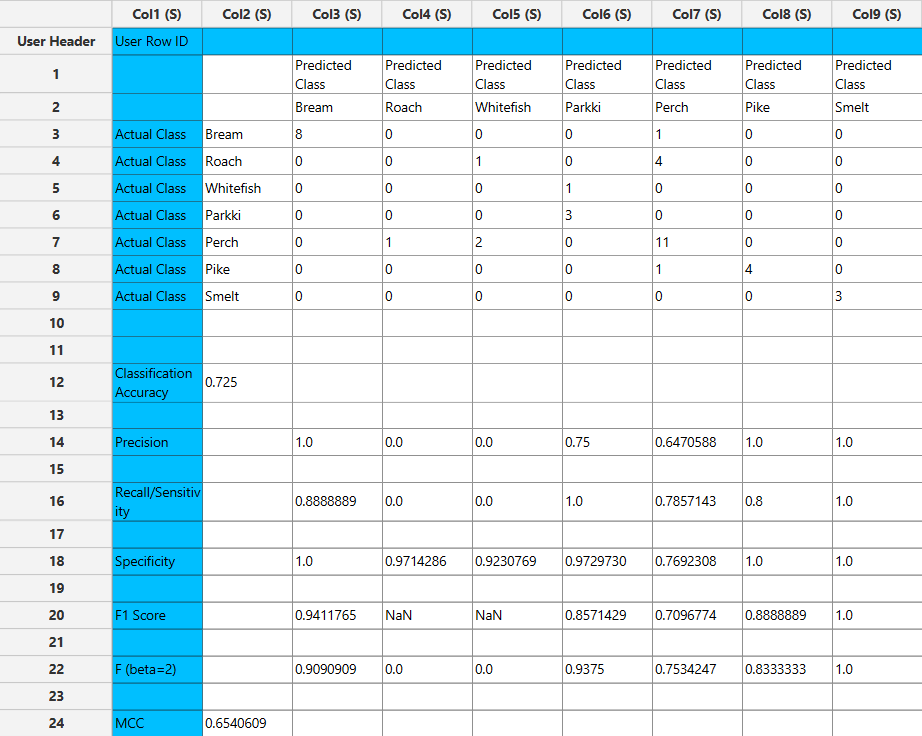 Col1 (S) Col2 (S) Col3 (S) Col4 (S) Col5 (S) Col6 (S) Col7 (S) Col8 (S) Col9 (S)
User Header User Row ID
1 Predicted Class Predicted Class Predicted Class Predicted Class Predicted Class Predicted Class Predicted Class
2 Bream Roach Whitefish Parkki Perch Pike Smelt
3 Actual Class Bream 8 0 0 0 1 0 0
4 Actual Class Roach 0 0 1 0 4 0 0
5 Actual Class Whitefish 0 0 0 1 0 0 0
6 Actual Class Parkki 0 0 0 3 0 0 0
7 Actual Class Perch 0 1 2 0 11 0 0
8 Actual Class Pike 0 0 0 0 1 4 0
9 Actual Class Smelt 0 0 0 0 0 0 3
10
11
12 Classification Accuracy 0.725
13
14 Precision 1.0 0.0 0.0 0.75 0.6470588 1.0 1.0
15
16 Recall/Sensitivity 0.8888889 0.0 0.0 1.0 0.7857143 0.8 1.0
17
18 Specificity 1.0 0.9714286 0.9230769 0.9729730 0.7692308 1.0 1.0
19
20 F1 Score 0.9411765 NaN NaN 0.8571429 0.7096774 0.8888889 1.0
21
22 F (beta=2) 0.9090909 0.0 0.0 0.9375 0.7534247 0.8333333 1.0
23
24 MCC 0.6540609